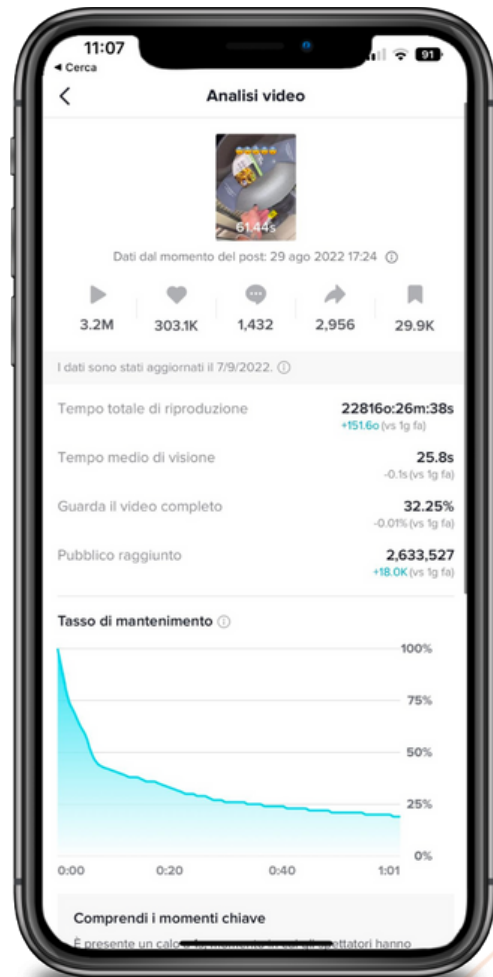 11:07
91
◄ Cerca
Analisi video
61.44s
Dati dal momento del post: 29 ago 2022 17:24
3.2M 303.1K 1,432 2,956 29.9K
I dati sono stati aggiornati il 7/9/2022.
Tempo totale di riproduzione 22816o:26m:38s
+151.6o (vs 1g fa)
Tempo medio di visione 25.8s
-0.1s (vs 1g fa)
Guarda il video completo 32.25%
-0.01% (vs 1g fa)
Pubblico raggiunto 2,633,527
+18.0K (vs 1g fa)
Tasso di mantenimento
100%
75%
50%
25%
0%
0:00 0:20 0:40 1:01
Comprendi i momenti chiave
È presente un calo